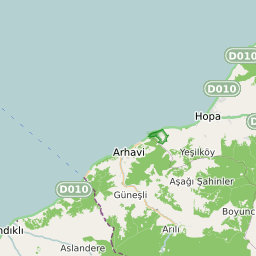 D010
D010
Hopa
Arhavi
Yeşilköy
Aşağı Şahinler
D010
Güneşli
Boyunc
ndıklı
Arılı
Aslandere